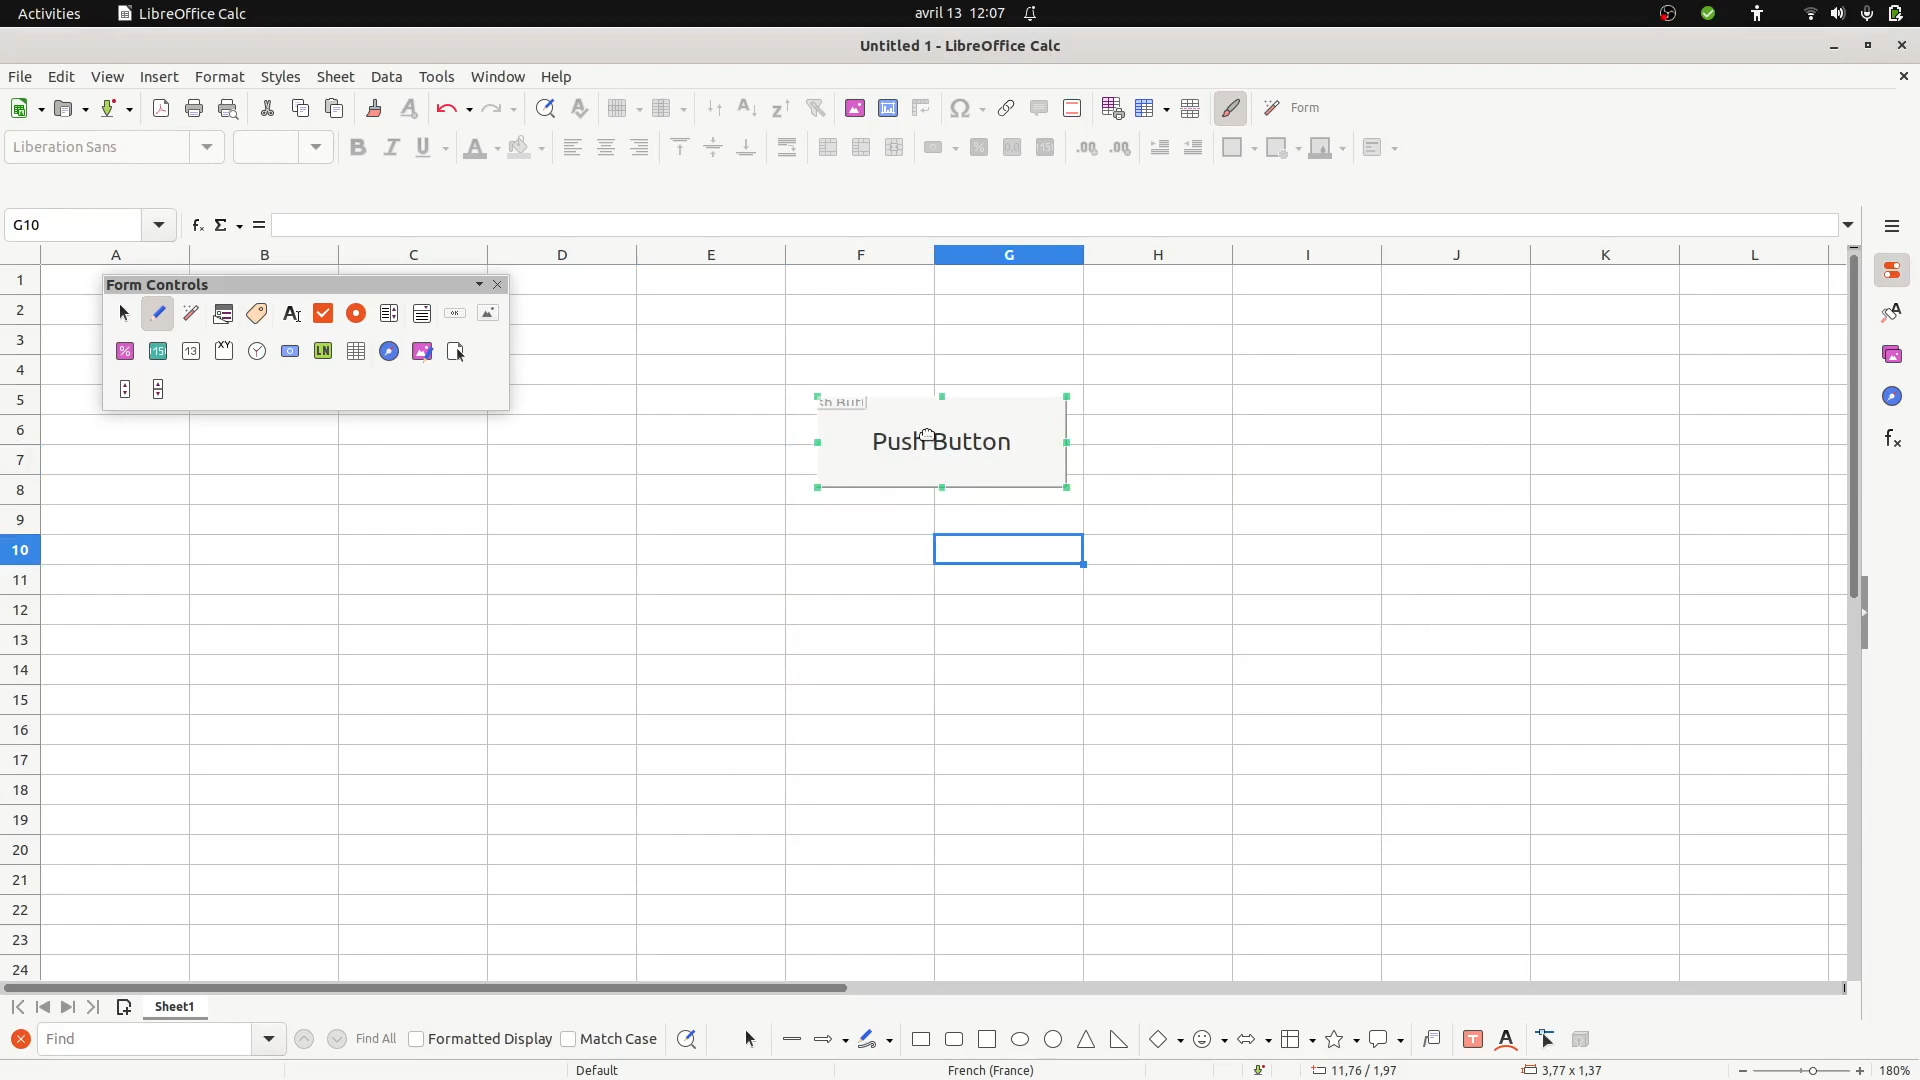 Activities LibreOffice Calc avril 13 12:07
Untitled 1 - LibreOffice Calc
File Edit View Insert Format Styles Sheet Data Tools Window Help
Form
Liberation Sans
G10
A B C D E F G H I J K L
Form Controls
Push Button
1
2
3
4
5
6
7
8
9
10
11
12
13
14
15
16
17
18
19
20
21
22
23
24
Sheet1
Find Find All Formatted Display Match Case
Default French (France) 11,76 / 1,97 3,77 x 1,37 180%